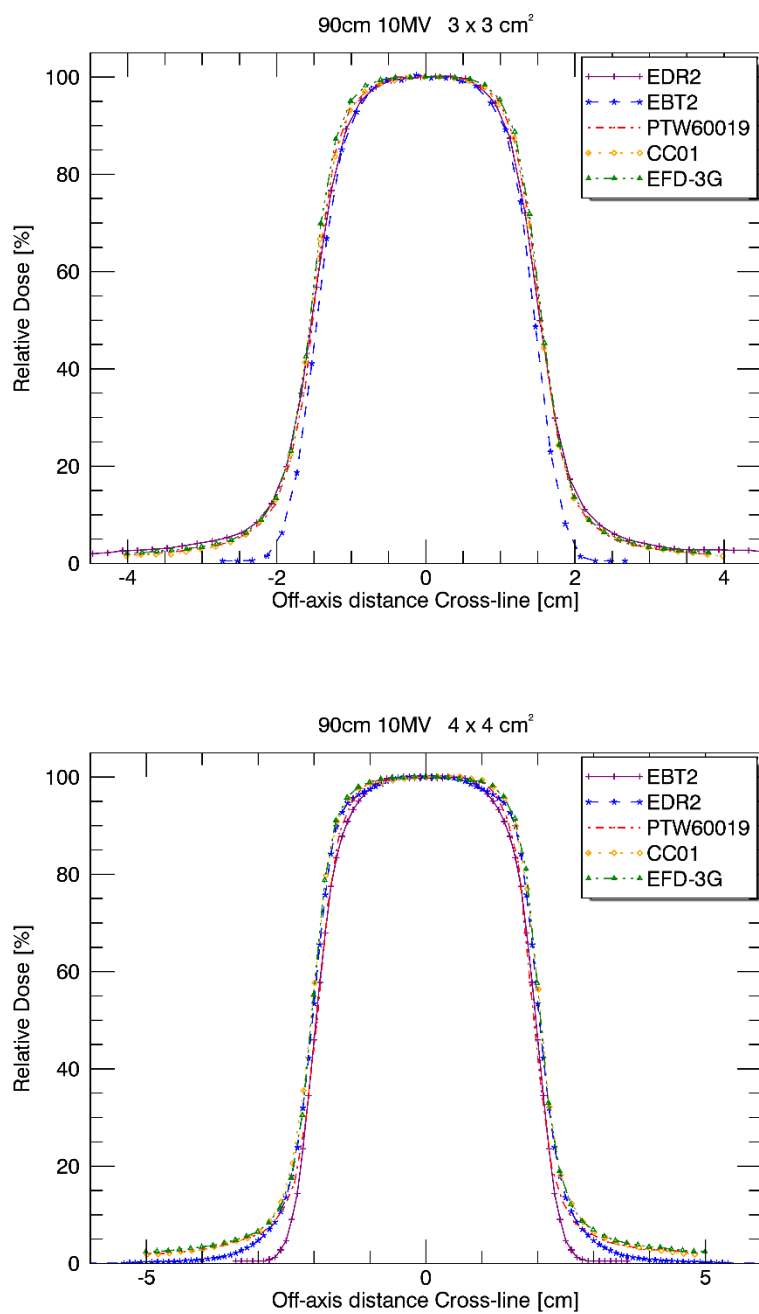 90cm 10MV 3 x 3 cm²
EDR2
EBT2
PTW60019
CC01
EFD-3G
100
80
60
40
20
0
Relative Dose [%]
-4 -2 0 2 4
Off-axis distance Cross-line [cm]
90cm 10MV 4 x 4 cm²
EBT2
EDR2
PTW60019
CC01
EFD-3G
100
80
60
40
20
0
Relative Dose [%]
-5 0 5
Off-axis distance Cross-line [cm]